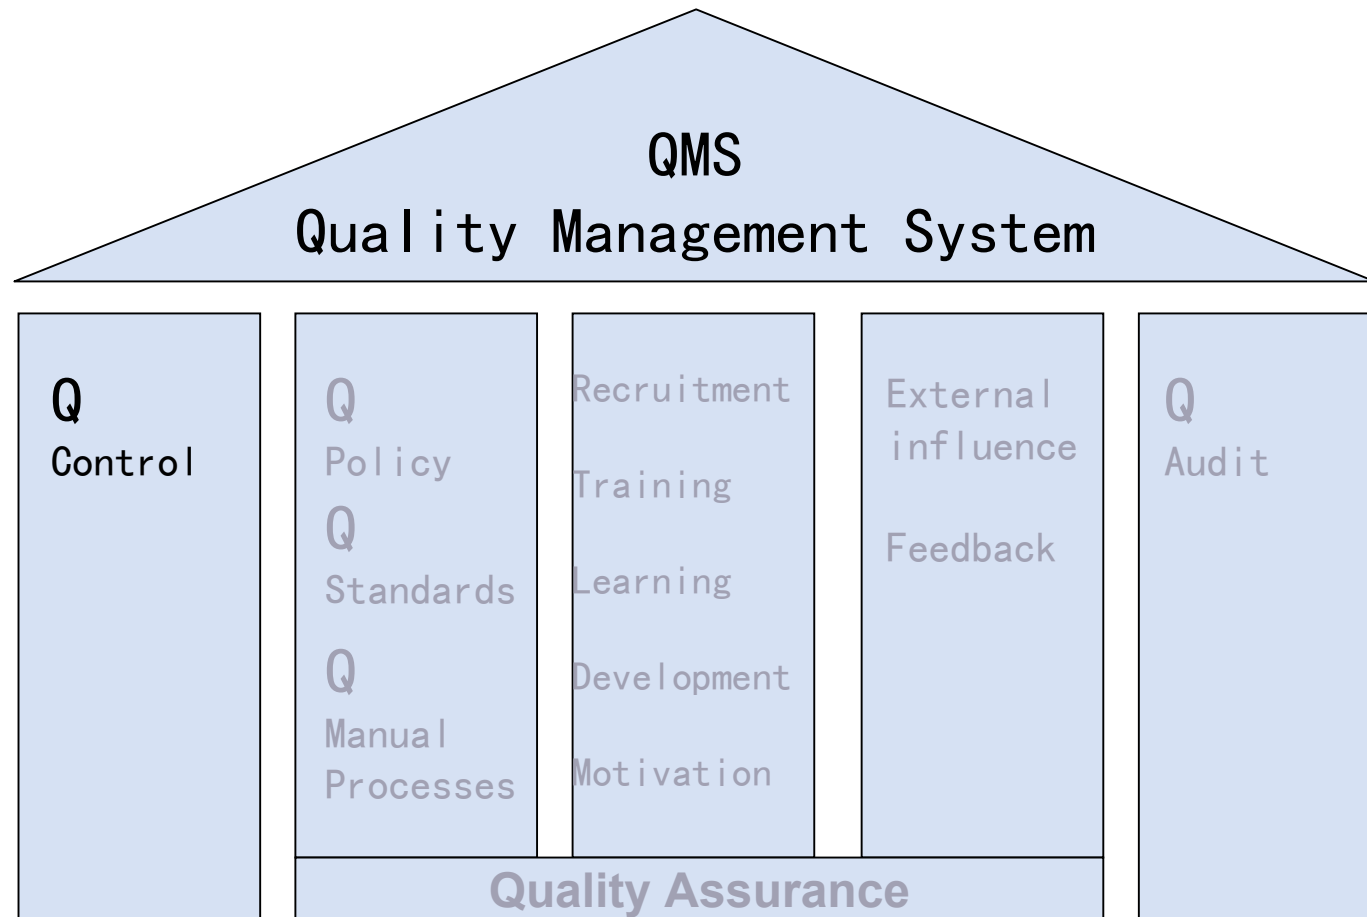 QMS
Quality Management System
Q
Control
Q
Policy
Q
Standards
Q
Manual
Processes
Recruitment
Training
Learning
Development
Motivation
External
influence
Feedback
Q
Audit
Quality Assurance